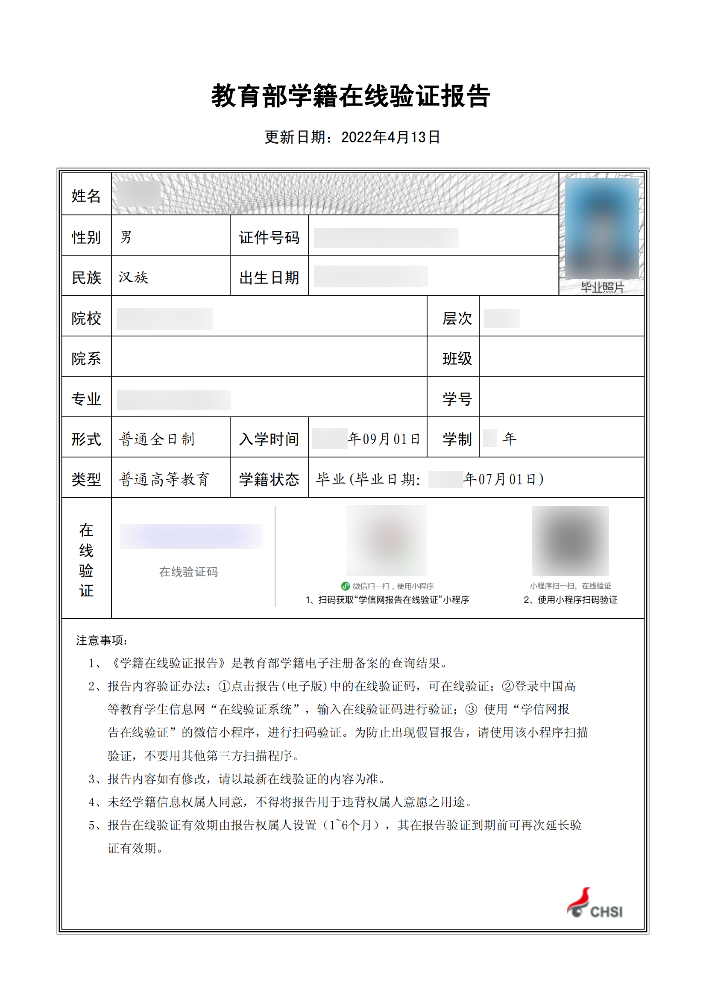 教育部学籍在线验证报告
更新日期：2022年4月13日
姓名
性别 男 证件号码
民族 汉族 出生日期
毕业照片
院校 层次
院系 班级
专业 学号
形式 普通全日制 入学时间 年09月01日 学制 年
类型 普通高等教育 学籍状态 毕业(毕业日期: 年07月01日)
在线验证
在线验证码
微信扫一扫，使用小程序
1、扫码获取“学信网报告在线验证”小程序
小程序扫一扫，在线验证
2、使用小程序扫码验证
注意事项：
1、《学籍在线验证报告》是教育部学籍电子注册备案的查询结果。
2、报告内容验证办法：①点击报告(电子版)中的在线验证码，可在线验证；②登录中国高
等教育学生信息网“在线验证系统”，输入在线验证码进行验证；③ 使用“学信网报
告在线验证”的微信小程序，进行扫码验证。为防止出现假冒报告，请使用该小程序扫描
验证，不要用其他第三方扫描程序。
3、报告内容如有修改，请以最新在线验证的内容为准。
4、未经学籍信息权属人同意，不得将报告用于违背权属人意愿之用途。
5、报告在线验证有效期由报告权属人设置（1~6个月），其在报告验证到期前可再次延长验
证有效期。
CHSI